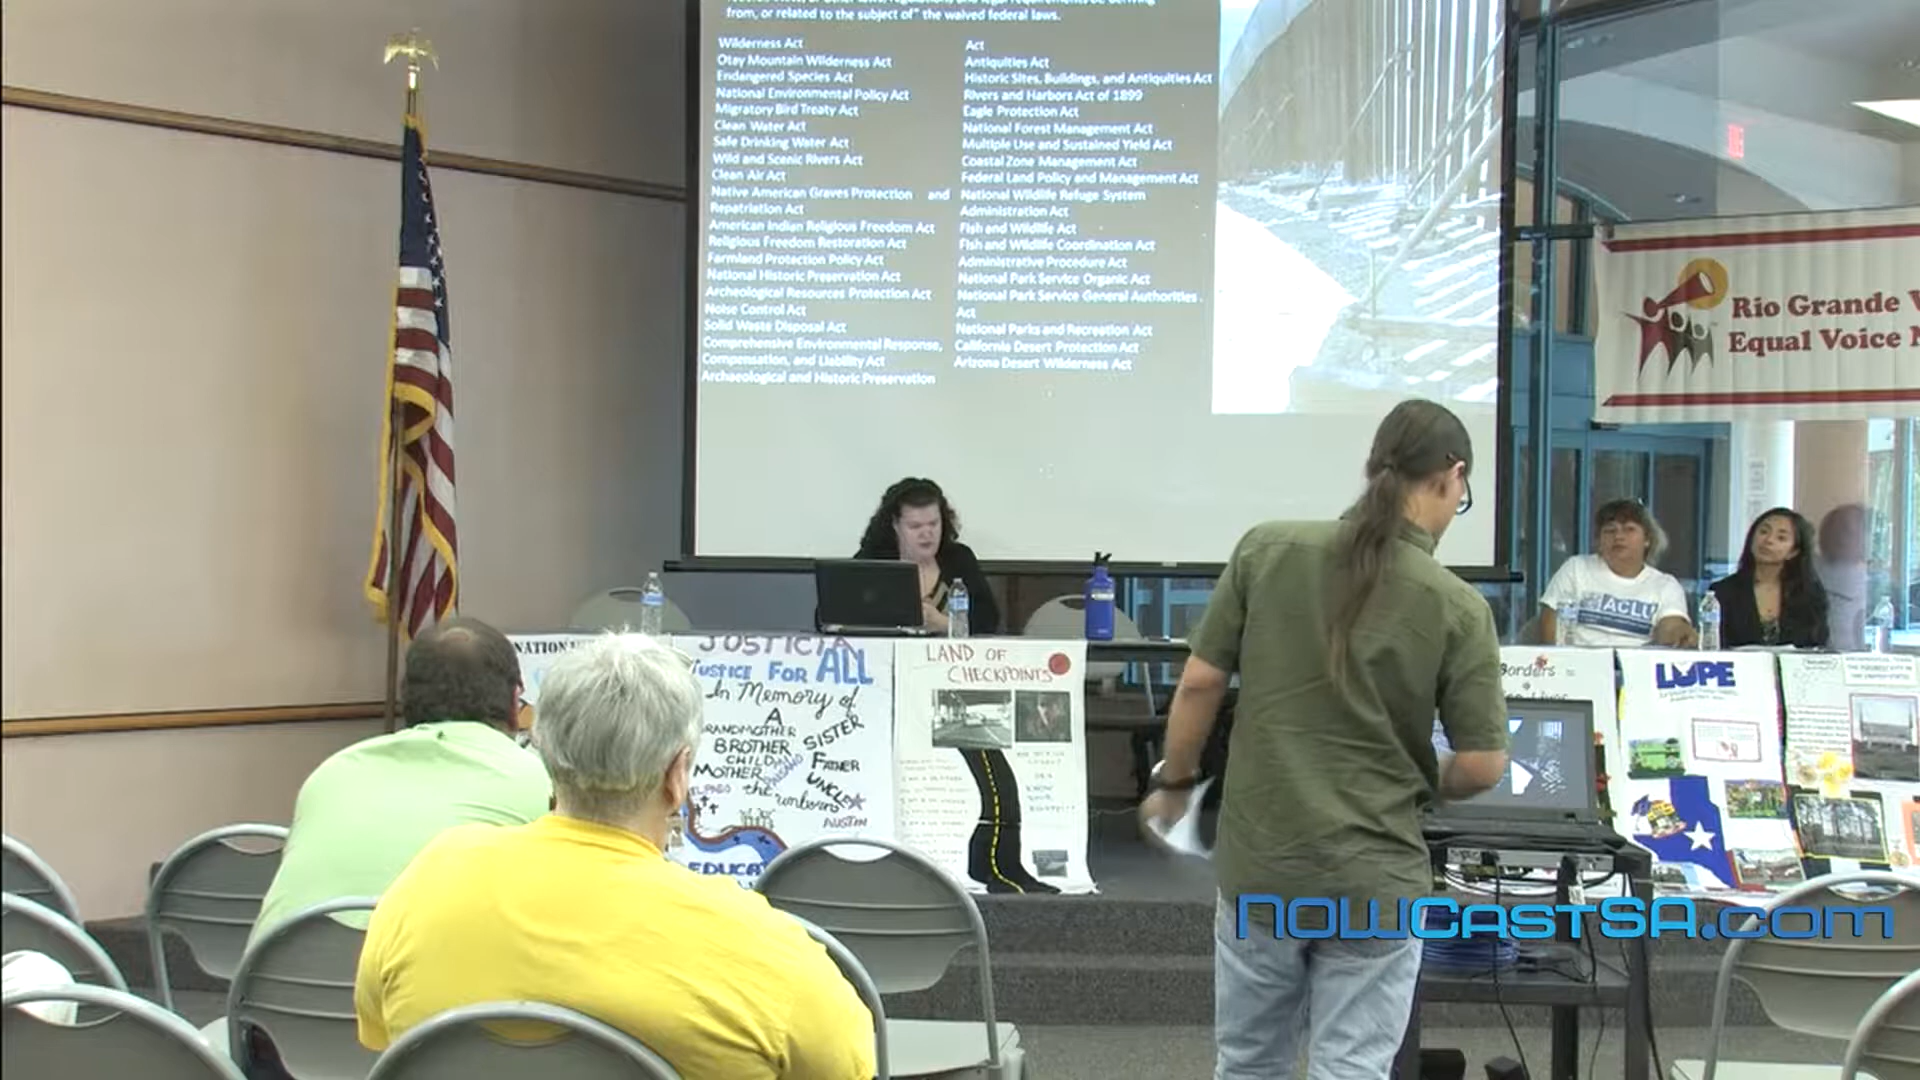 from, or related to the subject of" the waived federal laws.
Wilderness Act
Otay Mountain Wilderness Act
Endangered Species Act
National Environmental Policy Act
Migratory Bird Treaty Act
Clean Water Act
Safe Drinking Water Act
Wild and Scenic Rivers Act
Clean Air Act
Native American Graves Protection and
Repatriation Act
American Indian Religious Freedom Act
Religious Freedom Restoration Act
Farmland Protection Policy Act
National Historic Preservation Act
Archeological Resources Protection Act
Noise Control Act
Solid Waste Disposal Act
Comprehensive Environmental Response,
Compensation, and Liability Act
Archaeological and Historic Preservation
Act
Antiquities Act
Historic Sites, Buildings, and Antiquities Act
Rivers and Harbors Act of 1899
Eagle Protection Act
National Forest Management Act
Multiple Use and Sustained Yield Act
Coastal Zone Management Act
Federal Land Policy and Management Act
National Wildlife Refuge System
Administration Act
Fish and Wildlife Act
Fish and Wildlife Coordination Act
Administrative Procedure Act
National Park Service Organic Act
National Park Service General Authorities
Act
National Parks and Recreation Act
California Desert Protection Act
Arizona Desert Wilderness Act
Rio Grande V
Equal Voice N
ACLU
JUSTICIA
JUSTICE FOR ALL
In Memory of
A
GRANDMOTHER
SISTER
BROTHER
CHILD
FATHER
MOTHER
PAISANO
UNCLE
EL PASO
the unborns
AUSTIN
EDUCA
LAND OF
CHECKPOINTS
Borders
LUPE
NowCastSA.com